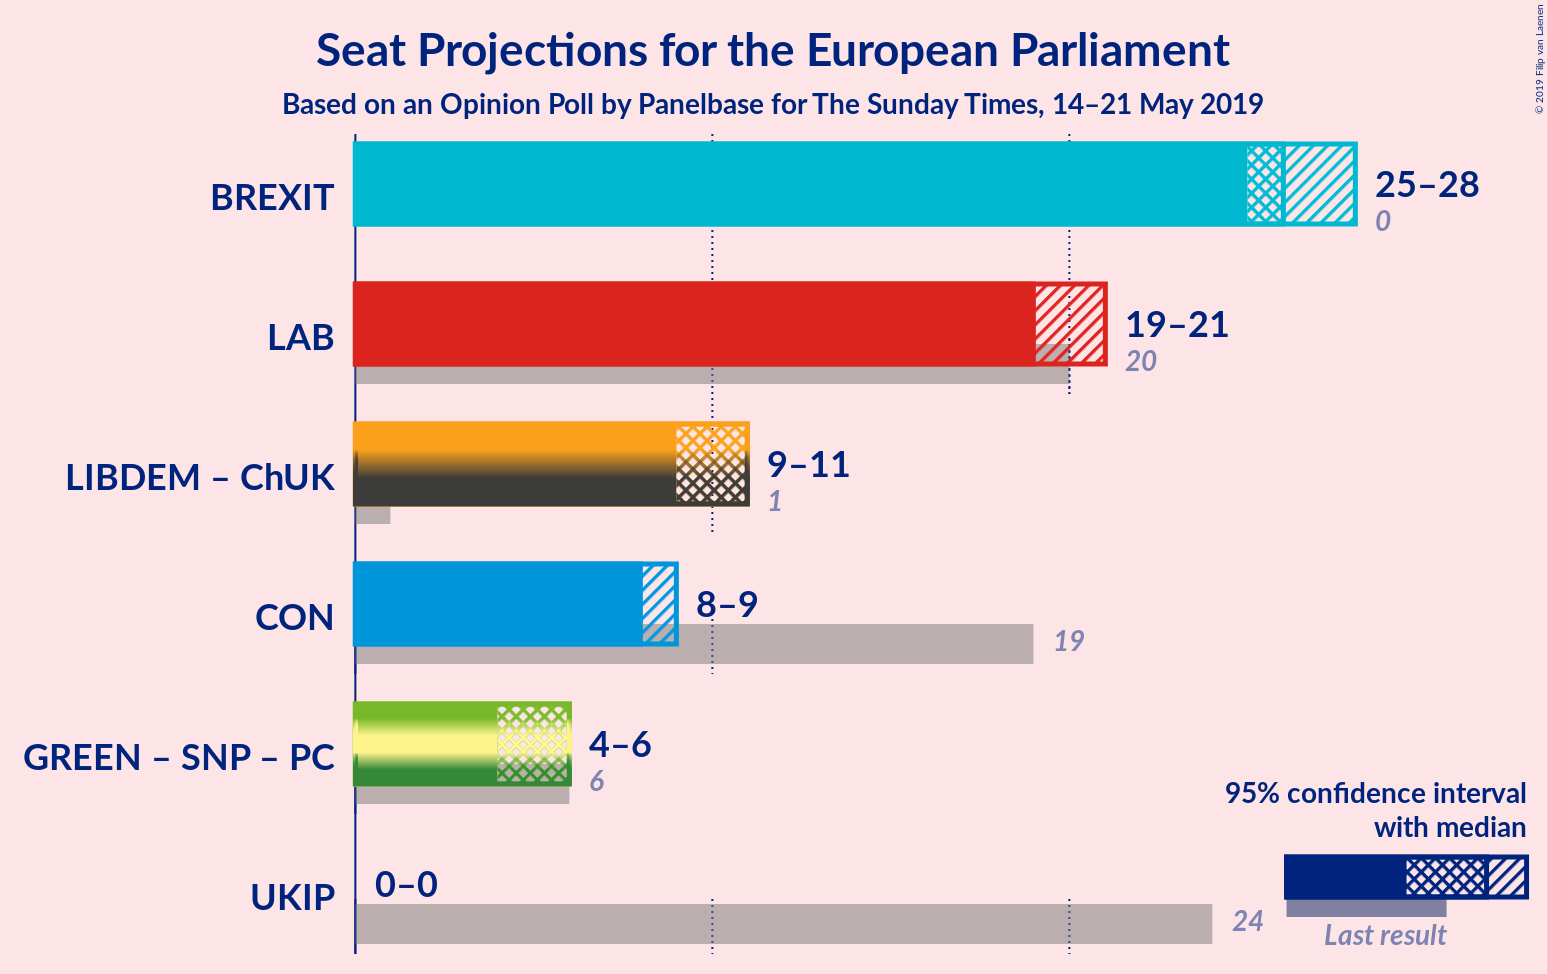 Seat Projections for the European Parliament
Based on an Opinion Poll by Panelbase for The Sunday Times, 14–21 May 2019
© 2019 Filip van Laenen
BREXIT
25–28
0
LAB
19–21
20
LIBDEM – ChUK
9–11
1
CON
8–9
19
GREEN – SNP – PC
4–6
6
UKIP
0–0
24
95% confidence interval
with median
Last result